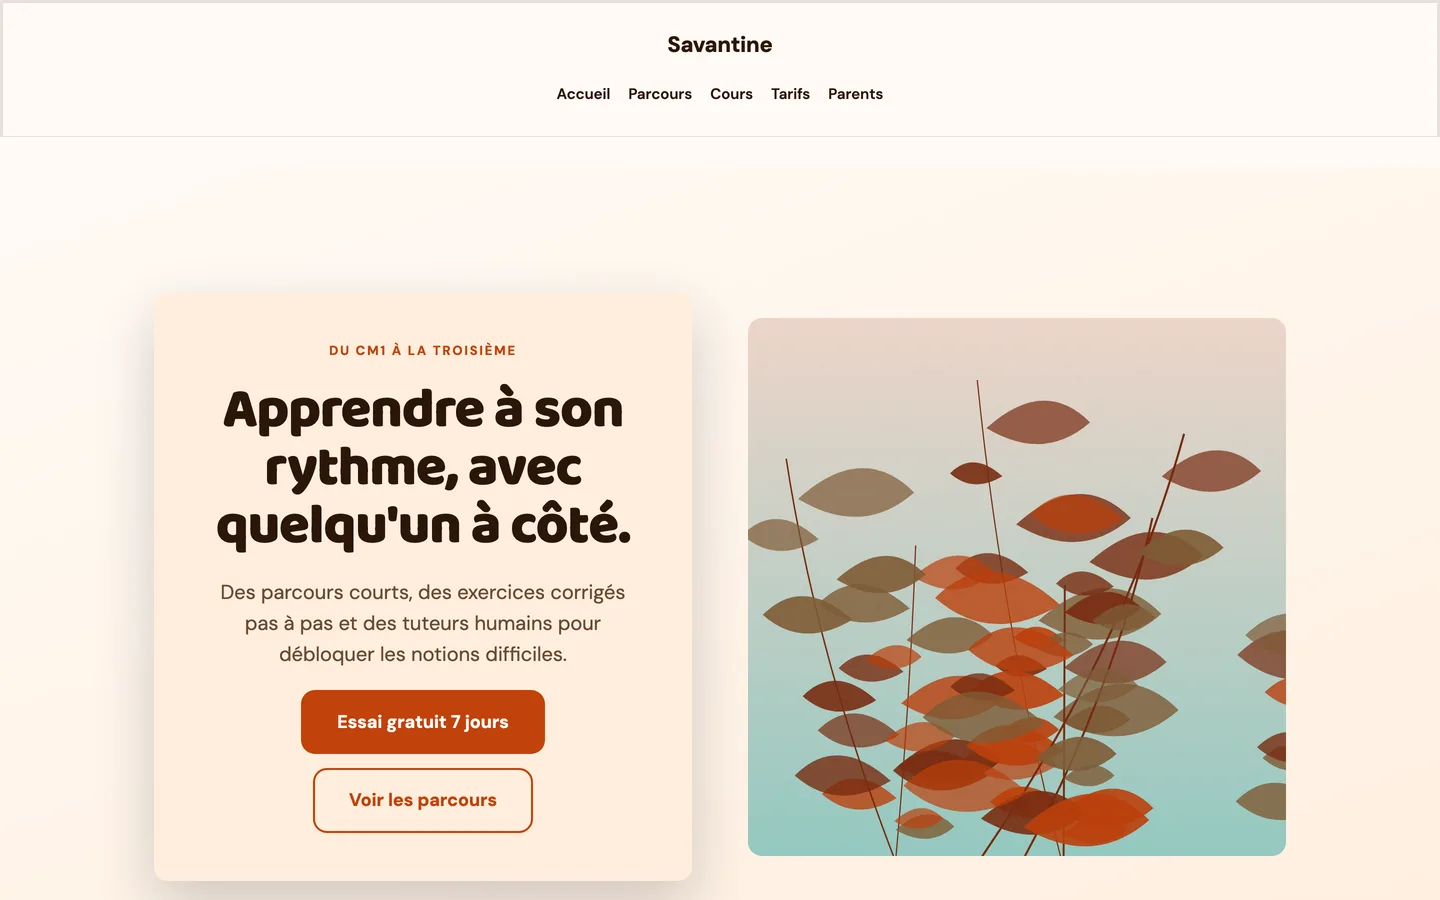 Savantine
Accueil Parcours Cours Tarifs Parents
DU CM1 À LA TROISIÈME
Apprendre à son
rythme, avec
quelqu'un à côté.
Des parcours courts, des exercices corrigés
pas à pas et des tuteurs humains pour
débloquer les notions difficiles.
Essai gratuit 7 jours
Voir les parcours